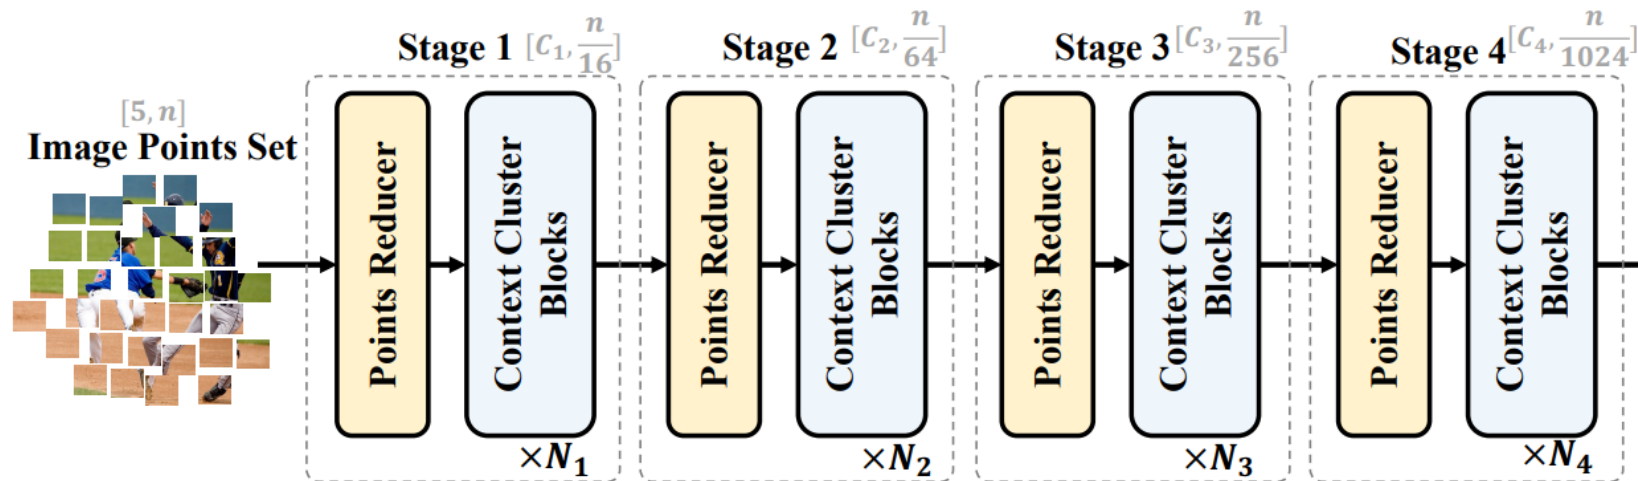 [5, n]
Image Points Set
Stage 1 [C₁, n/16]
Points Reducer
Context Cluster
Blocks
×N₁
Stage 2 [C₂, n/64]
Points Reducer
Context Cluster
Blocks
×N₂
Stage 3 [C₃, n/256]
Points Reducer
Context Cluster
Blocks
×N₃
Stage 4 [C₄, n/1024]
Points Reducer
Context Cluster
Blocks
×N₄